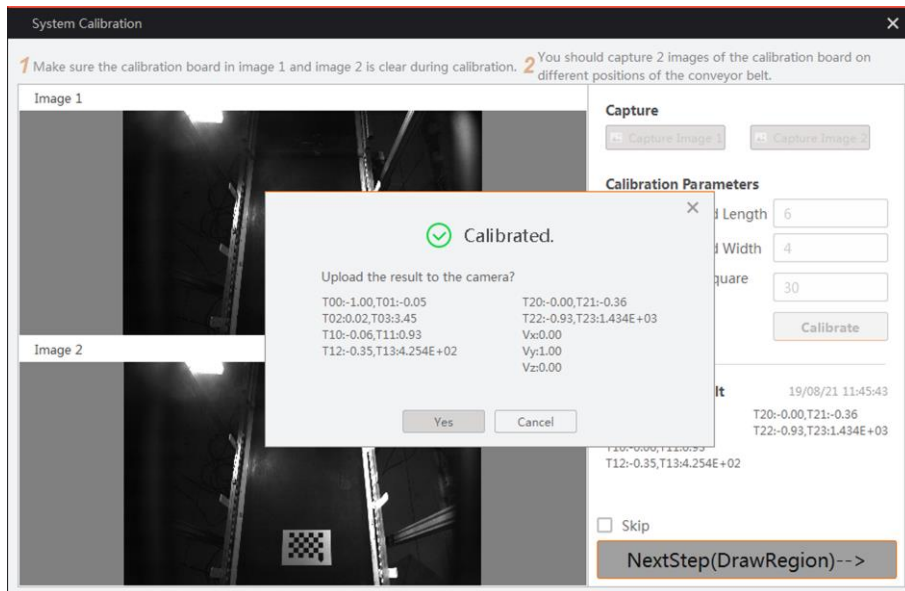 System Calibration
1 Make sure the calibration board in image 1 and image 2 is clear during calibration.
2 You should capture 2 images of the calibration board on
different positions of the conveyor belt.
Image 1
Capture
Capture Image 1
Capture Image 2
Calibration Parameters
Length
6
Width
4
30
Calibrate
Calibrated.
Upload the result to the camera?
T00:-1.00,T01:-0.05
T02:0.02,T03:3.45
T10:-0.06,T11:0.93
T12:-0.35,T13:4.254E+02
T20:-0.00,T21:-0.36
T22:-0.93,T23:1.434E+03
Vx:0.00
Vy:1.00
Vz:0.00
Yes
Cancel
Image 2
19/08/21 11:45:43
T20:-0.00,T21:-0.36
T22:-0.93,T23:1.434E+03
T12:-0.35,T13:4.254E+02
Skip
NextStep(DrawRegion)-->